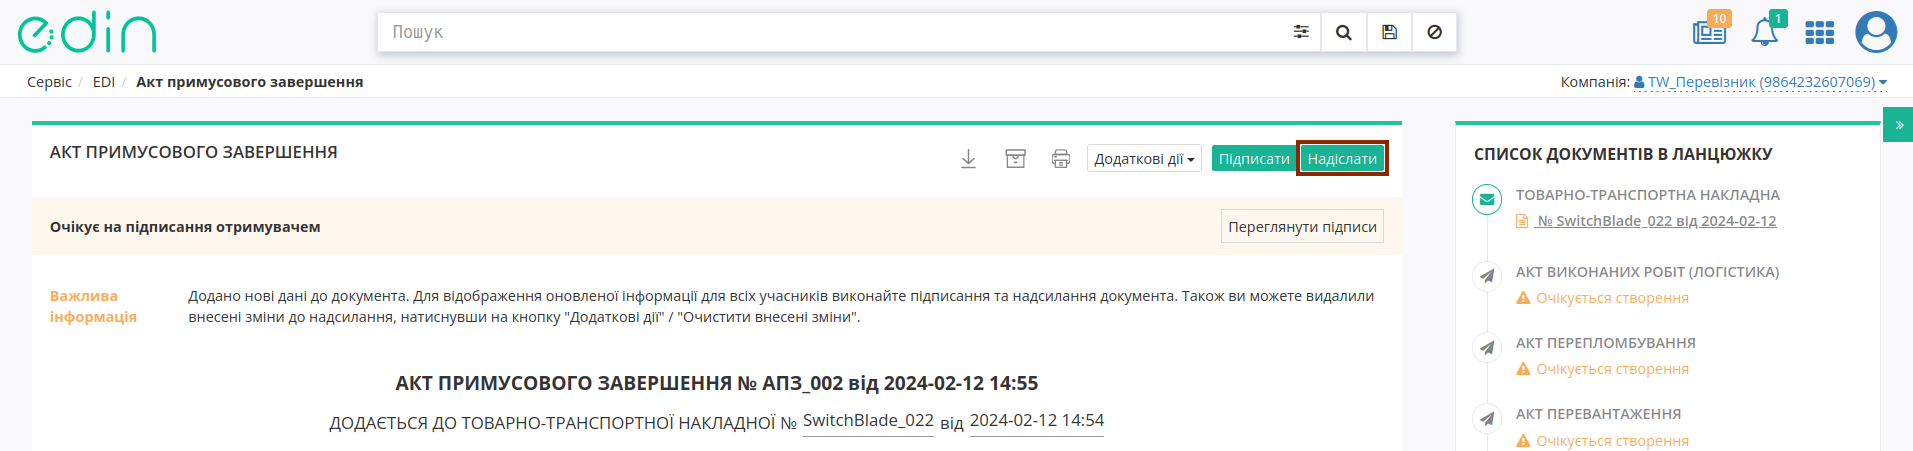 edin
Пошук
10
1
Сервіс / EDI / Акт примусового завершення
Компанія: TW_Перевізник (9864232607069)
АКТ ПРИМУСОВОГО ЗАВЕРШЕННЯ
Додаткові дії
Підписати
Надіслати
Очікує на підписання отримувачем
Переглянути підписи
Важлива
інформація
Додано нові дані до документа. Для відображення оновленої інформації для всіх учасників виконайте підписання та надсилання документа. Також ви можете видалили
внесені зміни до надсилання, натиснувши на кнопку "Додаткові дії" / "Очистити внесені зміни".
АКТ ПРИМУСОВОГО ЗАВЕРШЕННЯ № АПЗ_002 від 2024-02-12 14:55
ДОДАЄТЬСЯ ДО ТОВАРНО-ТРАНСПОРТНОЇ НАКЛАДНОЇ № SwitchBlade_022 від 2024-02-12 14:54
»
СПИСОК ДОКУМЕНТІВ В ЛАНЦЮЖКУ
ТОВАРНО-ТРАНСПОРТНА НАКЛАДНА
№ SwitchBlade_022 від 2024-02-12
АКТ ВИКОНАНИХ РОБІТ (ЛОГІСТИКА)
Очікується створення
АКТ ПЕРЕПЛОМБУВАННЯ
Очікується створення
АКТ ПЕРЕВАНТАЖЕННЯ
Очікується створення